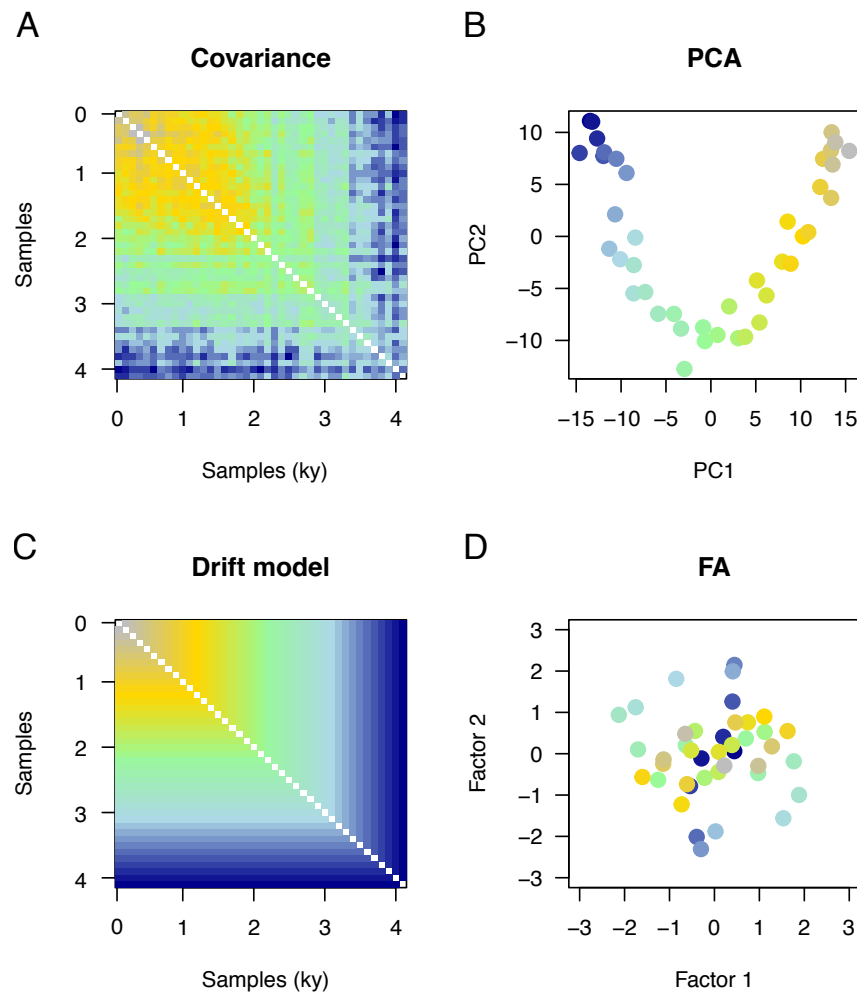 A
Covariance
Samples
0
1
2
3
4
0 1 2 3 4
Samples (ky)
B
PCA
PC2
10
5
0
−5
−10
−15 −10 −5 0 5 10 15
PC1
C
Drift model
Samples
0
1
2
3
4
0 1 2 3 4
Samples (ky)
D
FA
Factor 2
3
2
1
0
−1
−2
−3
−3 −2 −1 0 1 2 3
Factor 1